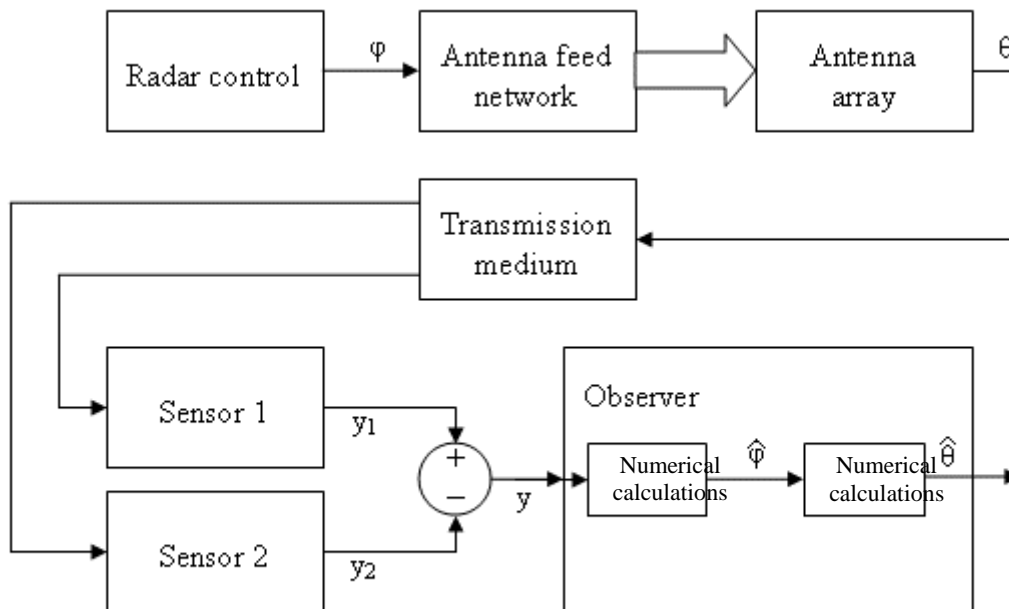 Radar control
φ
Antenna feed
network
Antenna
array
θ
Transmission
medium
Sensor 1
y₁
Sensor 2
y₂
+
−
y
Observer
Numerical
calculations
φ̂
Numerical
calculations
θ̂